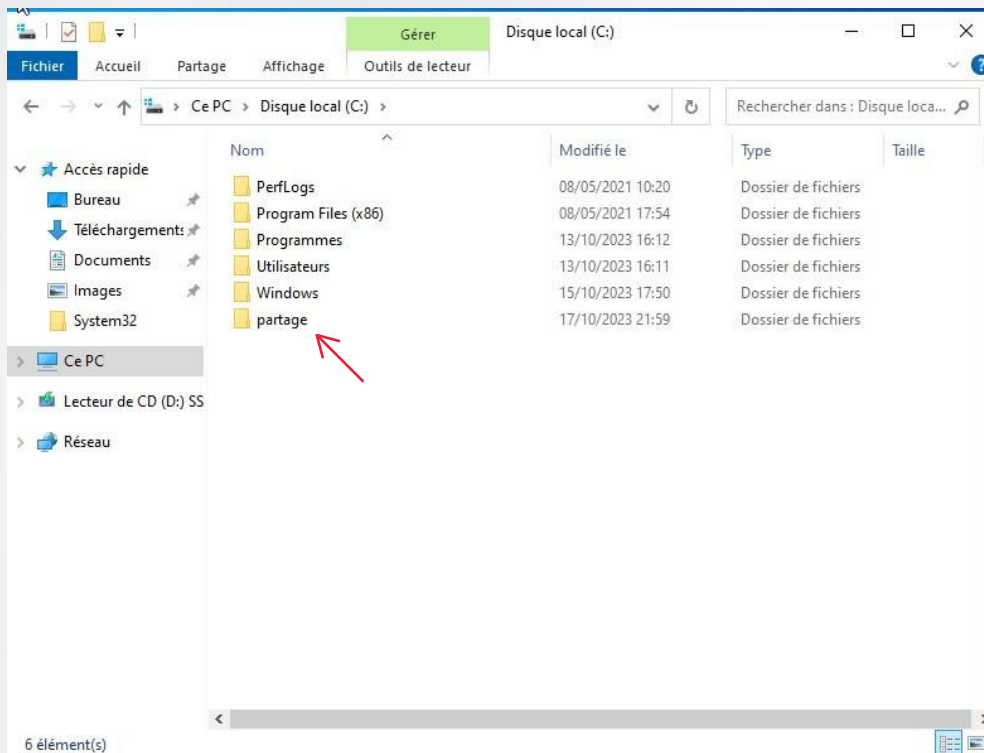 Gérer
Disque local (C:)
Fichier Accueil Partage Affichage Outils de lecteur
Ce PC Disque local (C:)
Rechercher dans : Disque loca...
Nom Modifié le Type Taille
Accès rapide
Bureau
Téléchargements
Documents
Images
System32
Ce PC
Lecteur de CD (D:) SS
Réseau
PerfLogs 08/05/2021 10:20 Dossier de fichiers
Program Files (x86) 08/05/2021 17:54 Dossier de fichiers
Programmes 13/10/2023 16:12 Dossier de fichiers
Utilisateurs 13/10/2023 16:11 Dossier de fichiers
Windows 15/10/2023 17:50 Dossier de fichiers
partage 17/10/2023 21:59 Dossier de fichiers
6 élément(s)